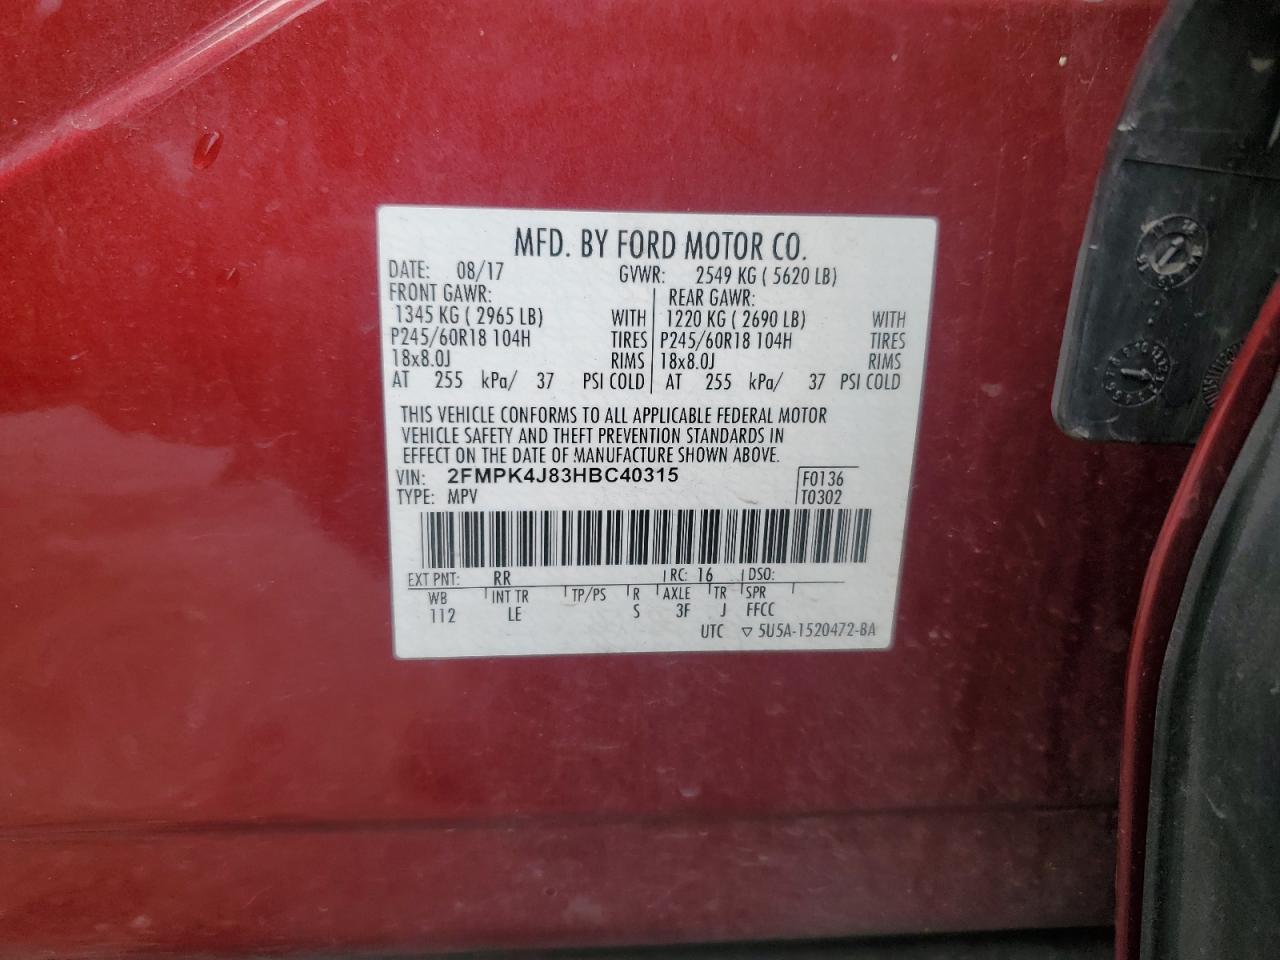 MFD. BY FORD MOTOR CO.
DATE: 08/17 GVWR: 2549 KG ( 5620 LB)
FRONT GAWR: REAR GAWR:
1345 KG ( 2965 LB) WITH 1220 KG ( 2690 LB) WITH
P245/60R18 104H TIRES P245/60R18 104H TIRES
18x8.0J RIMS 18x8.0J RIMS
AT 255 kPa/ 37 PSI COLD AT 255 kPa/ 37 PSI COLD
THIS VEHICLE CONFORMS TO ALL APPLICABLE FEDERAL MOTOR
VEHICLE SAFETY AND THEFT PREVENTION STANDARDS IN
EFFECT ON THE DATE OF MANUFACTURE SHOWN ABOVE.
VIN: 2FMPK4J83HBC40315 F0136
TYPE: MPV T0302
EXT PNT: RR RC: 16 DSO:
WB INT TR TP/PS R AXLE TR SPR
112 LE S 3F J FFCC
UTC ▽ 5U5A-1520472-BA